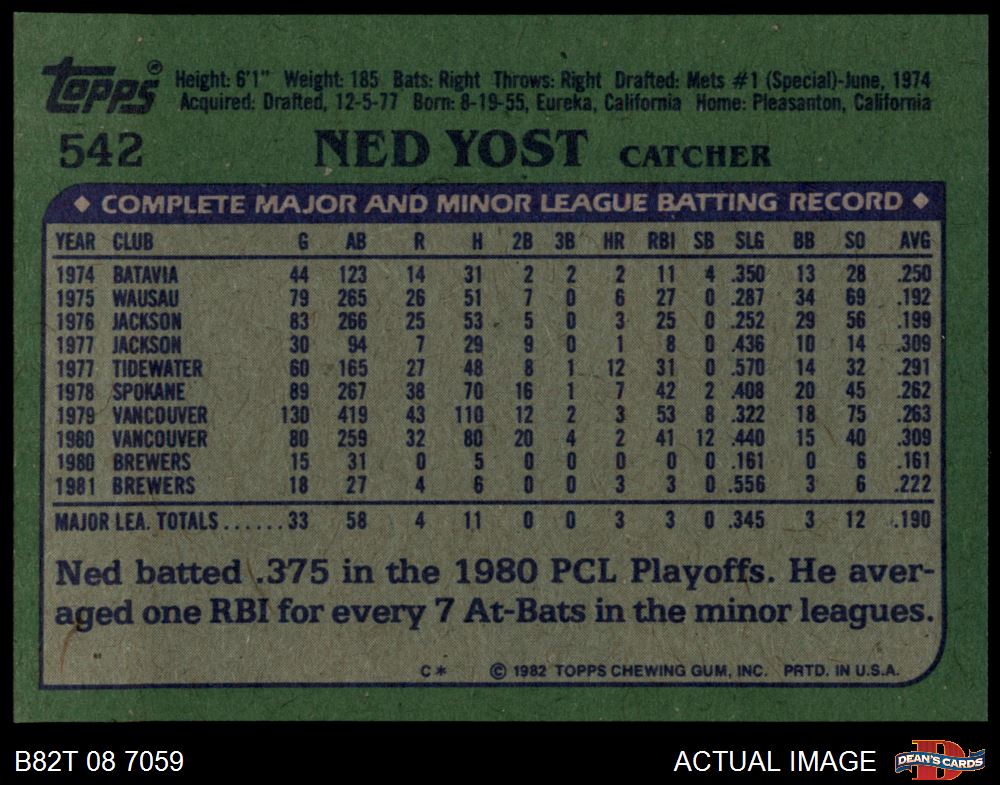 Topps® Height: 6'1" Weight: 185 Bats: Right Throws: Right Drafted: Mets #1 (Special)-June, 1974
Acquired: Drafted, 12-5-77 Born: 8-19-55, Eureka, California Home: Pleasanton, California
542 NED YOST CATCHER
◆ COMPLETE MAJOR AND MINOR LEAGUE BATTING RECORD ◆
YEAR CLUB G AB R H 2B 3B HR RBI SB SLG BB SO AVG
1974 BATAVIA 44 123 14 31 2 2 2 11 4 .350 13 28 .250
1975 WAUSAU 79 265 26 51 7 0 6 27 0 .287 34 69 .192
1976 JACKSON 83 266 25 53 5 0 3 25 0 .252 29 56 .199
1977 JACKSON 30 94 7 29 9 0 1 8 0 .436 10 14 .309
1977 TIDEWATER 60 165 27 48 8 1 12 31 0 .570 14 32 .291
1978 SPOKANE 89 267 38 70 16 1 7 42 2 .408 20 45 .262
1979 VANCOUVER 130 419 43 110 12 2 3 53 8 .322 18 75 .263
1980 VANCOUVER 80 259 32 80 20 4 2 41 12 .440 15 40 .309
1980 BREWERS 15 31 0 5 0 0 0 0 0 .161 0 6 .161
1981 BREWERS 18 27 4 6 0 0 3 3 0 .556 3 6 .222
MAJOR LEA. TOTALS......33 58 4 11 0 0 3 3 0 .345 3 12 .190
Ned batted .375 in the 1980 PCL Playoffs. He aver-
aged one RBI for every 7 At-Bats in the minor leagues.
C* © 1982 TOPPS CHEWING GUM, INC. PRTD. IN U.S.A.
B82T 08 7059 ACTUAL IMAGE DEAN'S CARDS